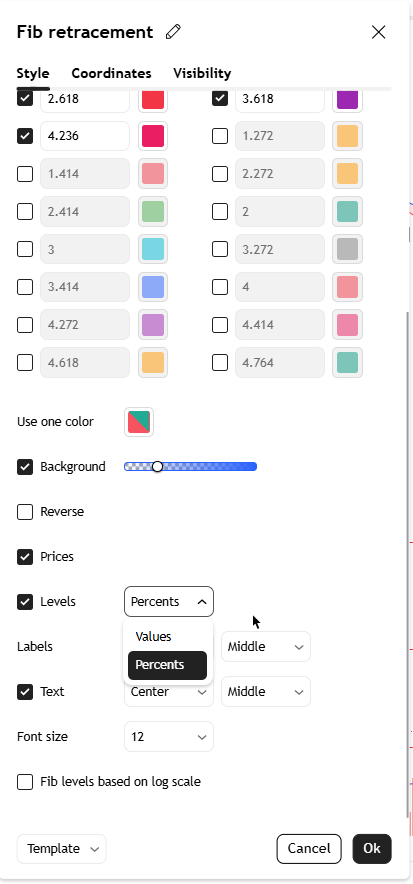 Fib retracement
Style Coordinates Visibility
2.618 3.618
4.236 1.272
1.414 2.272
2.414 2
3 3.272
3.414 4
4.272 4.414
4.618 4.764
Use one color
Background
Reverse
Prices
Levels Percents
Values
Labels Middle
Percents
Text Center Middle
Font size 12
Fib levels based on log scale
Template Cancel Ok